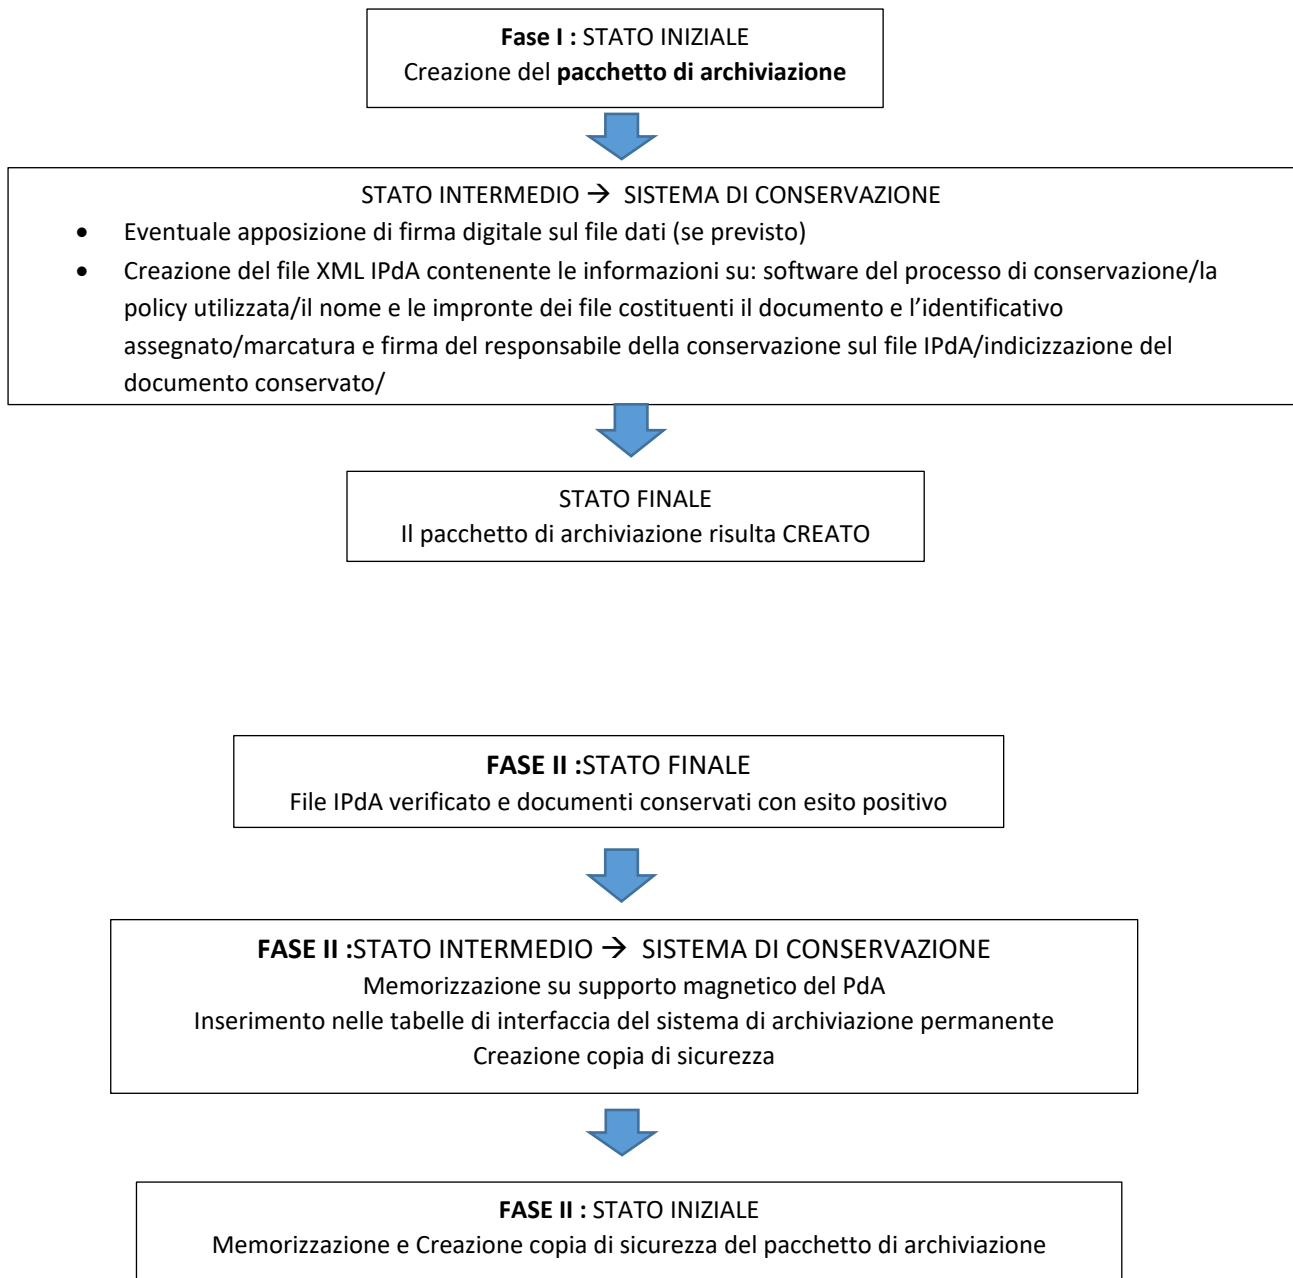 Fase I : STATO INIZIALE
Creazione del pacchetto di archiviazione
STATO INTERMEDIO → SISTEMA DI CONSERVAZIONE
• Eventuale apposizione di firma digitale sul file dati (se previsto)
• Creazione del file XML IPdA contenente le informazioni su: software del processo di conservazione/la
policy utilizzata/il nome e le impronte dei file costituenti il documento e l’identificativo
assegnato/marcatura e firma del responsabile della conservazione sul file IPdA/indicizzazione del
documento conservato/
STATO FINALE
Il pacchetto di archiviazione risulta CREATO
FASE II :STATO FINALE
File IPdA verificato e documenti conservati con esito positivo
FASE II :STATO INTERMEDIO → SISTEMA DI CONSERVAZIONE
Memorizzazione su supporto magnetico del PdA
Inserimento nelle tabelle di interfaccia del sistema di archiviazione permanente
Creazione copia di sicurezza
FASE II : STATO INIZIALE
Memorizzazione e Creazione copia di sicurezza del pacchetto di archiviazione